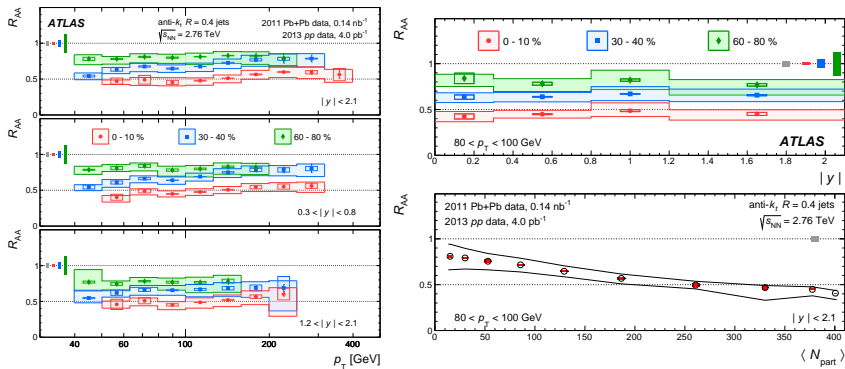 R_AA
ATLAS
anti-k_t R = 0.4 jets
√s_NN = 2.76 TeV
2011 Pb+Pb data, 0.14 nb⁻¹
2013 pp data, 4.0 pb⁻¹
1
0.5
0
| y | < 2.1
R_AA
0 - 10 %
30 - 40 %
60 - 80 %
1
0.5
0
0.3 < | y | < 0.8
R_AA
1
0.5
0
1.2 < | y | < 2.1
40
100
200
500
p_T [GeV]
R_AA
0 - 10 %
30 - 40 %
60 - 80 %
1
0.5
0
80 < p_T < 100 GeV
ATLAS
0 0.2 0.4 0.6 0.8 1 1.2 1.4 1.6 1.8 2
| y |
R_AA
2011 Pb+Pb data, 0.14 nb⁻¹
2013 pp data, 4.0 pb⁻¹
anti-k_t R = 0.4 jets
√s_NN = 2.76 TeV
1
0.5
0
80 < p_T < 100 GeV
| y | < 2.1
0 50 100 150 200 250 300 350 400
⟨ N_part ⟩